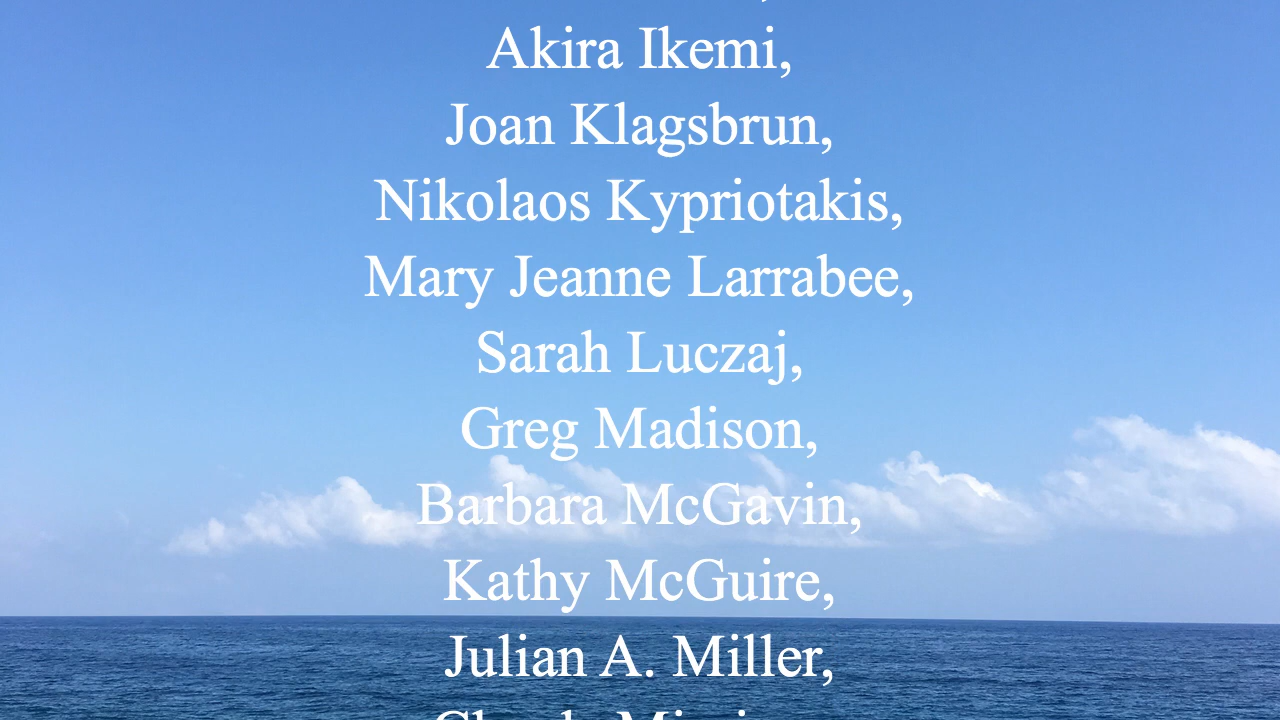 Akira Ikemi,
Joan Klagsbrun,
Nikolaos Kypriotakis,
Mary Jeanne Larrabee,
Sarah Luczaj,
Greg Madison,
Barbara McGavin,
Kathy McGuire,
Julian A. Miller,